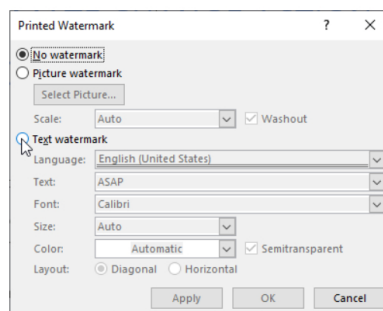 Printed Watermark ? X
No watermark
Picture watermark
Select Picture...
Scale: Auto Washout
Text watermark
Language: English (United States)
Text: ASAP
Font: Calibri
Size: Auto
Color: Automatic Semitransparent
Layout: Diagonal Horizontal
Apply OK Cancel